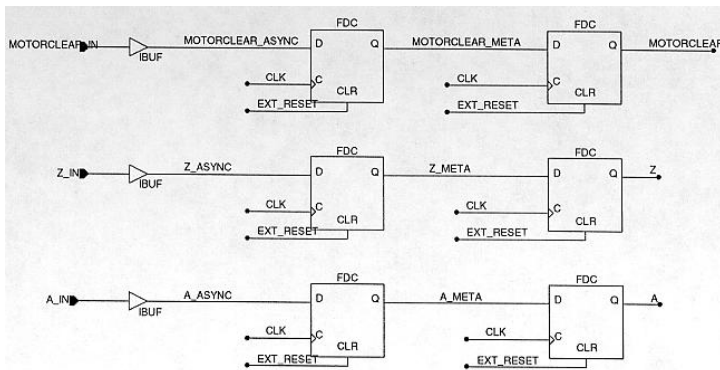 FDC FDC
MOTORCLEAR_IN IBUF MOTORCLEAR_ASYNC D Q MOTORCLEAR_META D Q MOTORCLEAR
CLK C CLK C
EXT_RESET CLR EXT_RESET CLR
FDC FDC
Z_IN IBUF Z_ASYNC D Q Z_META D Q Z
CLK C CLK C
EXT_RESET CLR EXT_RESET CLR
FDC FDC
A_IN IBUF A_ASYNC D Q A_META D Q A
CLK C CLK C
EXT_RESET CLR EXT_RESET CLR